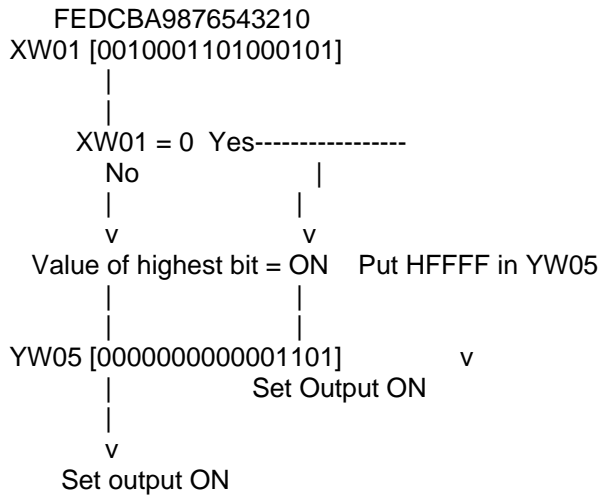 FEDCBA9876543210
XW01 [0010001101000101]
|
|
XW01 = 0 Yes-----------------
No |
| |
v v
Value of highest bit = ON Put HFFFF in YW05
| |
| |
YW05 [0000000000001101] v
| Set Output ON
|
v
Set output ON